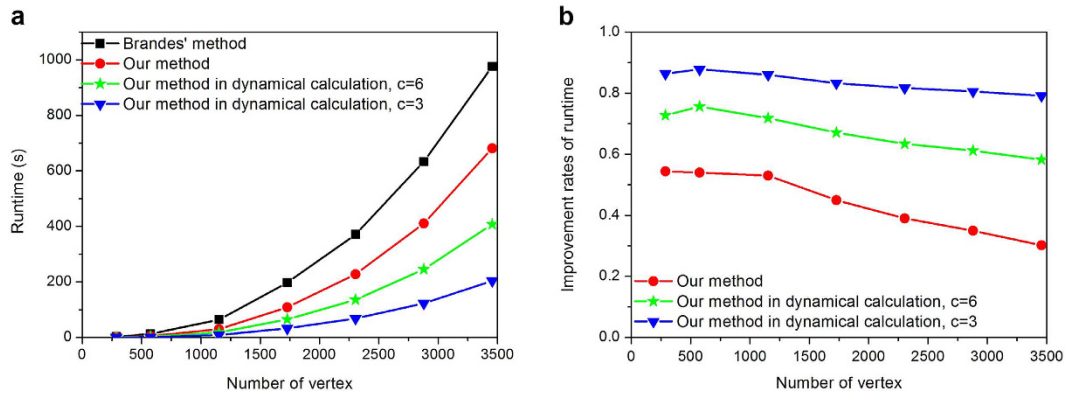 a
Brandes' method
Our method
Our method in dynamical calculation, c=6
Our method in dynamical calculation, c=3
Runtime (s)
1000
800
600
400
200
0
0 500 1000 1500 2000 2500 3000 3500
Number of vertex
b
Improvement rates of runtime
1.0
0.8
0.6
0.4
0.2
0.0
Our method
Our method in dynamical calculation, c=6
Our method in dynamical calculation, c=3
0 500 1000 1500 2000 2500 3000 3500
Number of vertex